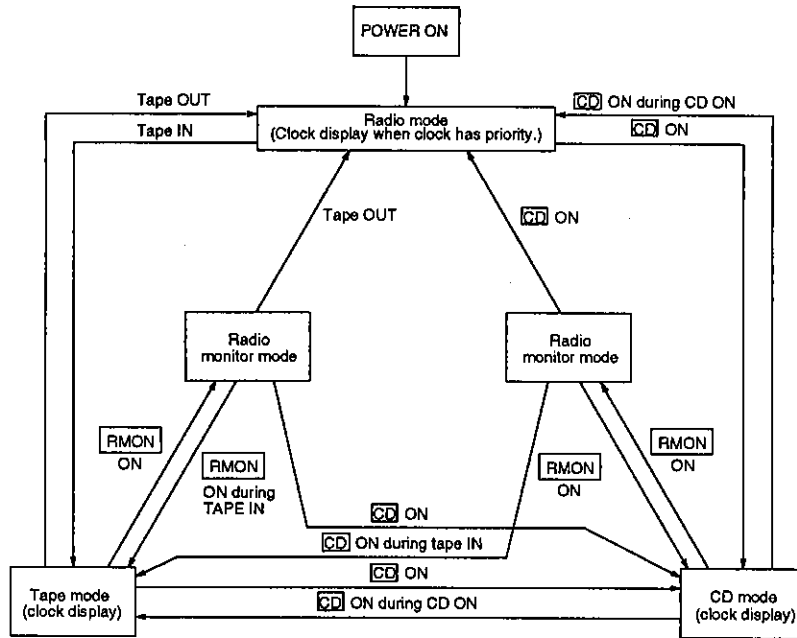 POWER ON
Tape OUT
CD ON during CD ON
Tape IN
Radio mode
(Clock display when clock has priority.)
CD ON
Tape OUT
CD ON
Radio
monitor mode
Radio
monitor mode
RMON
ON
RMON
ON during
TAPE IN
RMON
ON
RMON
ON
CD ON
CD ON during tape IN
Tape mode
(clock display)
CD ON
CD ON during CD ON
CD mode
(clock display)